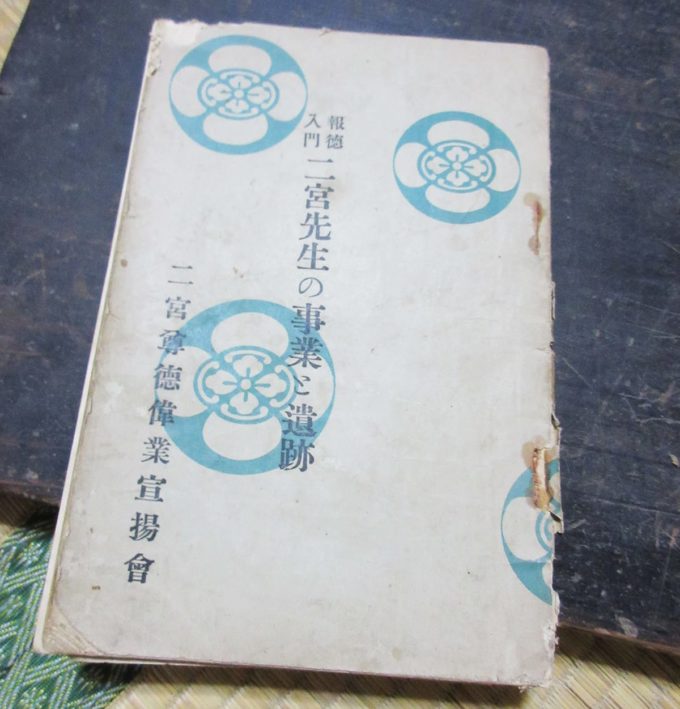 報徳
入門
二宮先生の事業と遺跡
二宮尊徳偉業宣揚會